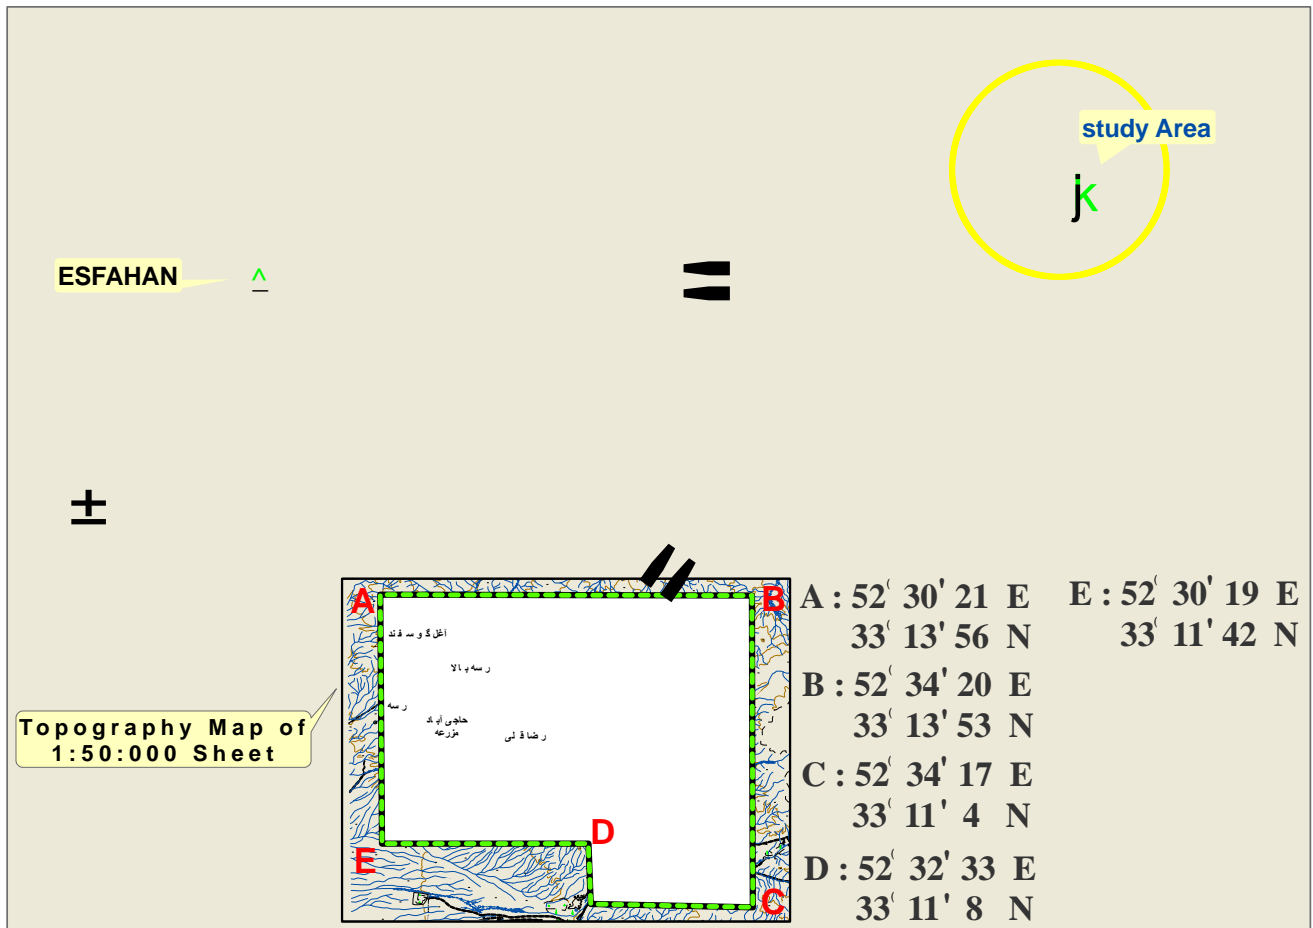 study Area
jk
ESFAHAN
A
B
آغل گوسفند
رسه بالا
رسه
حاجی آباد
مزرعه
رضا قلی
D
E
C
Topography Map of
1:50:000 Sheet
A : 52( 30' 21 E
33( 13' 56 N
B : 52( 34' 20 E
33( 13' 53 N
C : 52( 34' 17 E
33( 11' 4 N
D : 52( 32' 33 E
33( 11' 8 N
E : 52( 30' 19 E
33( 11' 42 N